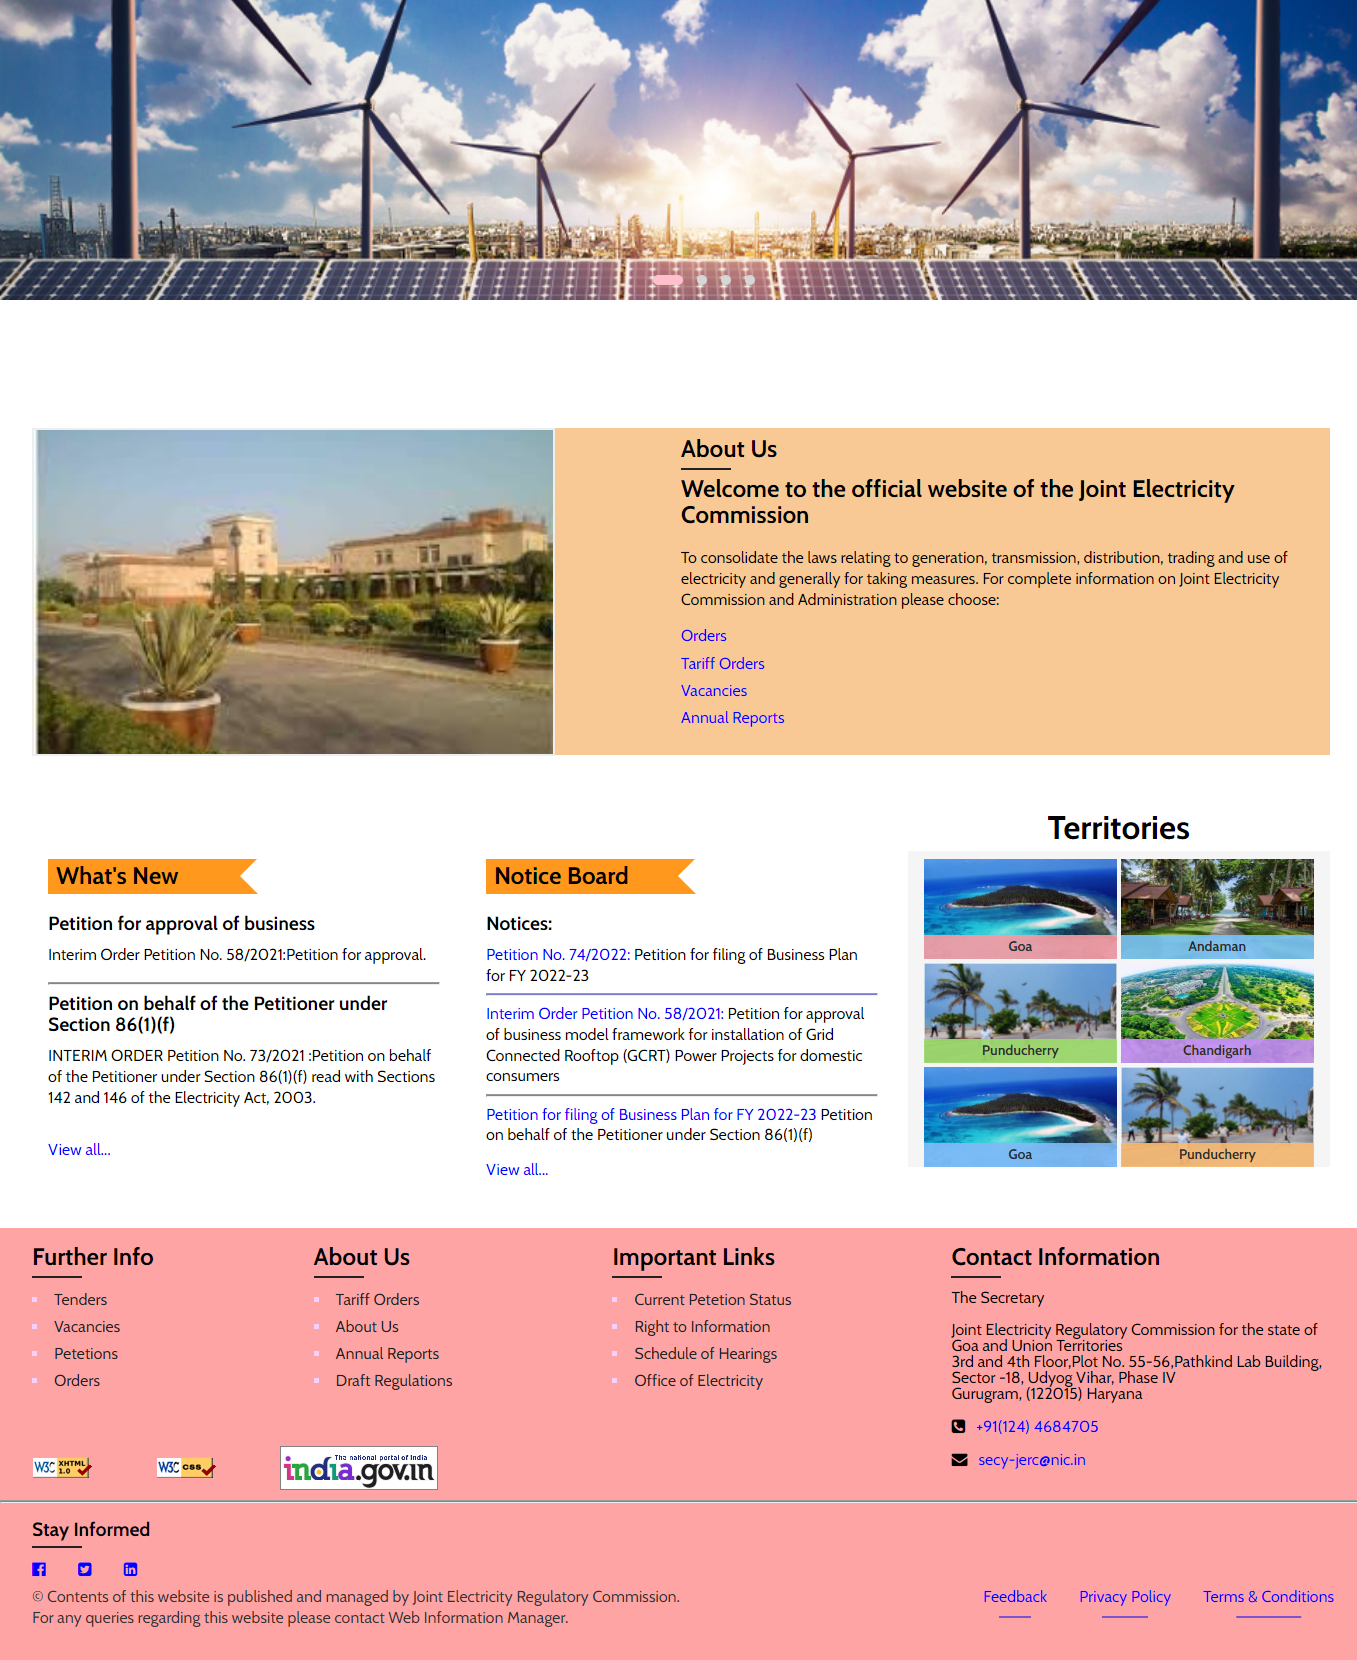 About Us
Welcome to the official website of the Joint Electricity
Commission
To consolidate the laws relating to generation, transmission, distribution, trading and use of
electricity and generally for taking measures. For complete information on Joint Electricity
Commission and Administration please choose:
Orders
Tariff Orders
Vacancies
Annual Reports
What's New
Petition for approval of business
Interim Order Petition No. 58/2021:Petition for approval.
Petition on behalf of the Petitioner under
Section 86(1)(f)
INTERIM ORDER Petition No. 73/2021 :Petition on behalf
of the Petitioner under Section 86(1)(f) read with Sections
142 and 146 of the Electricity Act, 2003.
View all...
Notice Board
Notices:
Petition No. 74/2022: Petition for filing of Business Plan
for FY 2022-23
Interim Order Petition No. 58/2021: Petition for approval
of business model framework for installation of Grid
Connected Rooftop (GCRT) Power Projects for domestic
consumers
Petition for filing of Business Plan for FY 2022-23 Petition
on behalf of the Petitioner under Section 86(1)(f)
View all...
Territories
Goa
Andaman
Punducherry
Chandigarh
Goa
Punducherry
Further Info
Tenders
Vacancies
Petetions
Orders
About Us
Tariff Orders
About Us
Annual Reports
Draft Regulations
Important Links
Current Petetion Status
Right to Information
Schedule of Hearings
Office of Electricity
Contact Information
The Secretary
Joint Electricity Regulatory Commission for the state of
Goa and Union Territories
3rd and 4th Floor,Plot No. 55-56,Pathkind Lab Building,
Sector -18, Udyog Vihar, Phase IV
Gurugram, (122015) Haryana
+91(124) 4684705
secy-jerc@nic.in
W3C XHTML 1.0
W3C CSS
The national portal of India
india.gov.in
Stay Informed
© Contents of this website is published and managed by Joint Electricity Regulatory Commission.
For any queries regarding this website please contact Web Information Manager.
Feedback
Privacy Policy
Terms & Conditions